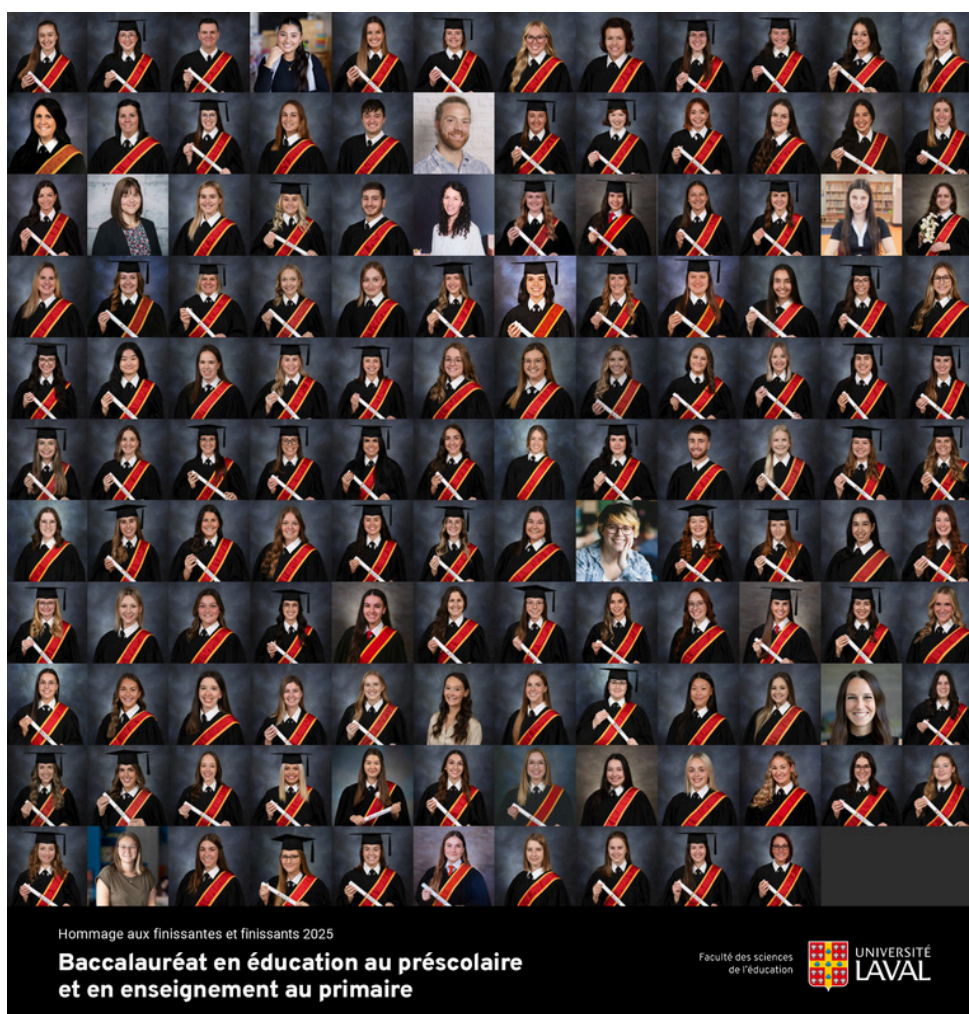 Hommage aux finissantes et finissants 2025
Baccalauréat en éducation au préscolaire
et en enseignement au primaire
Faculté des sciences
de l'éducation
UNIVERSITÉ
LAVAL